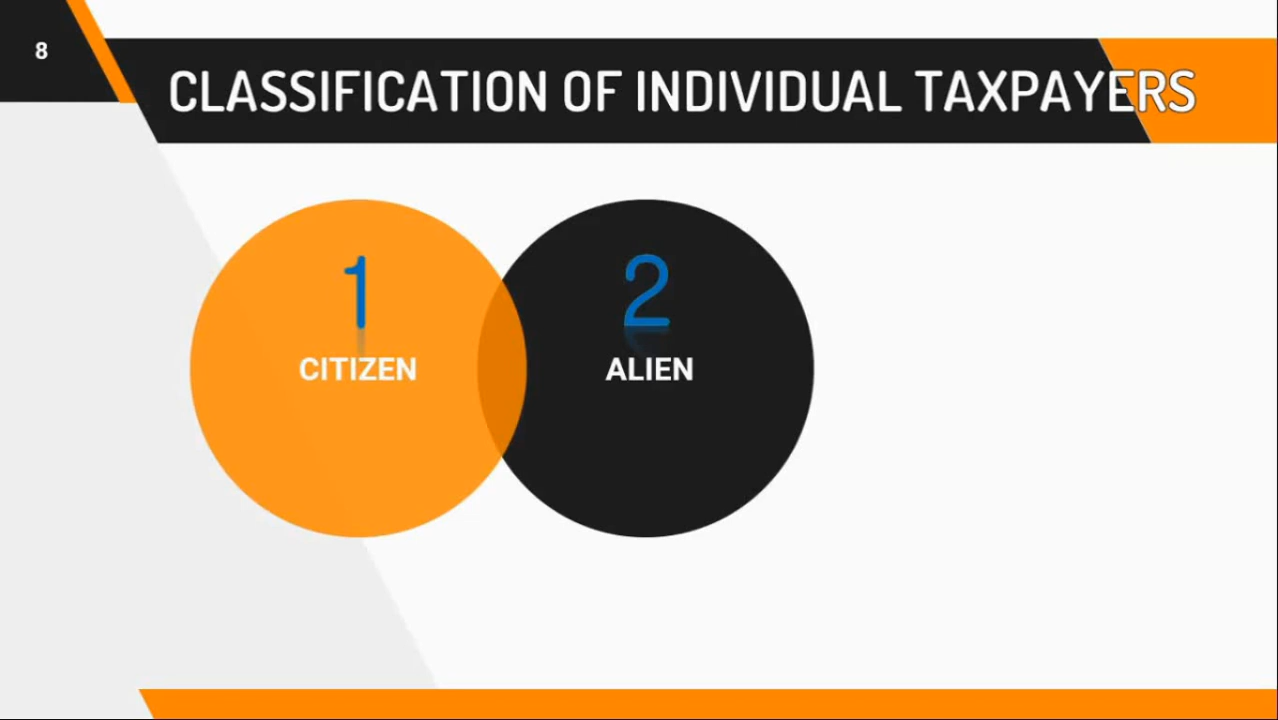 8
CLASSIFICATION OF INDIVIDUAL TAXPAYERS
1
CITIZEN
2
ALIEN